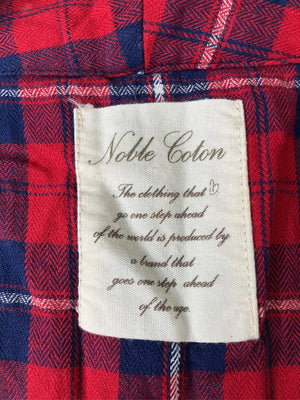 Noble Coton
The clothing that b.
go one step ahead
of the world is produced by
a brand that
goes one step ahead
of the age.